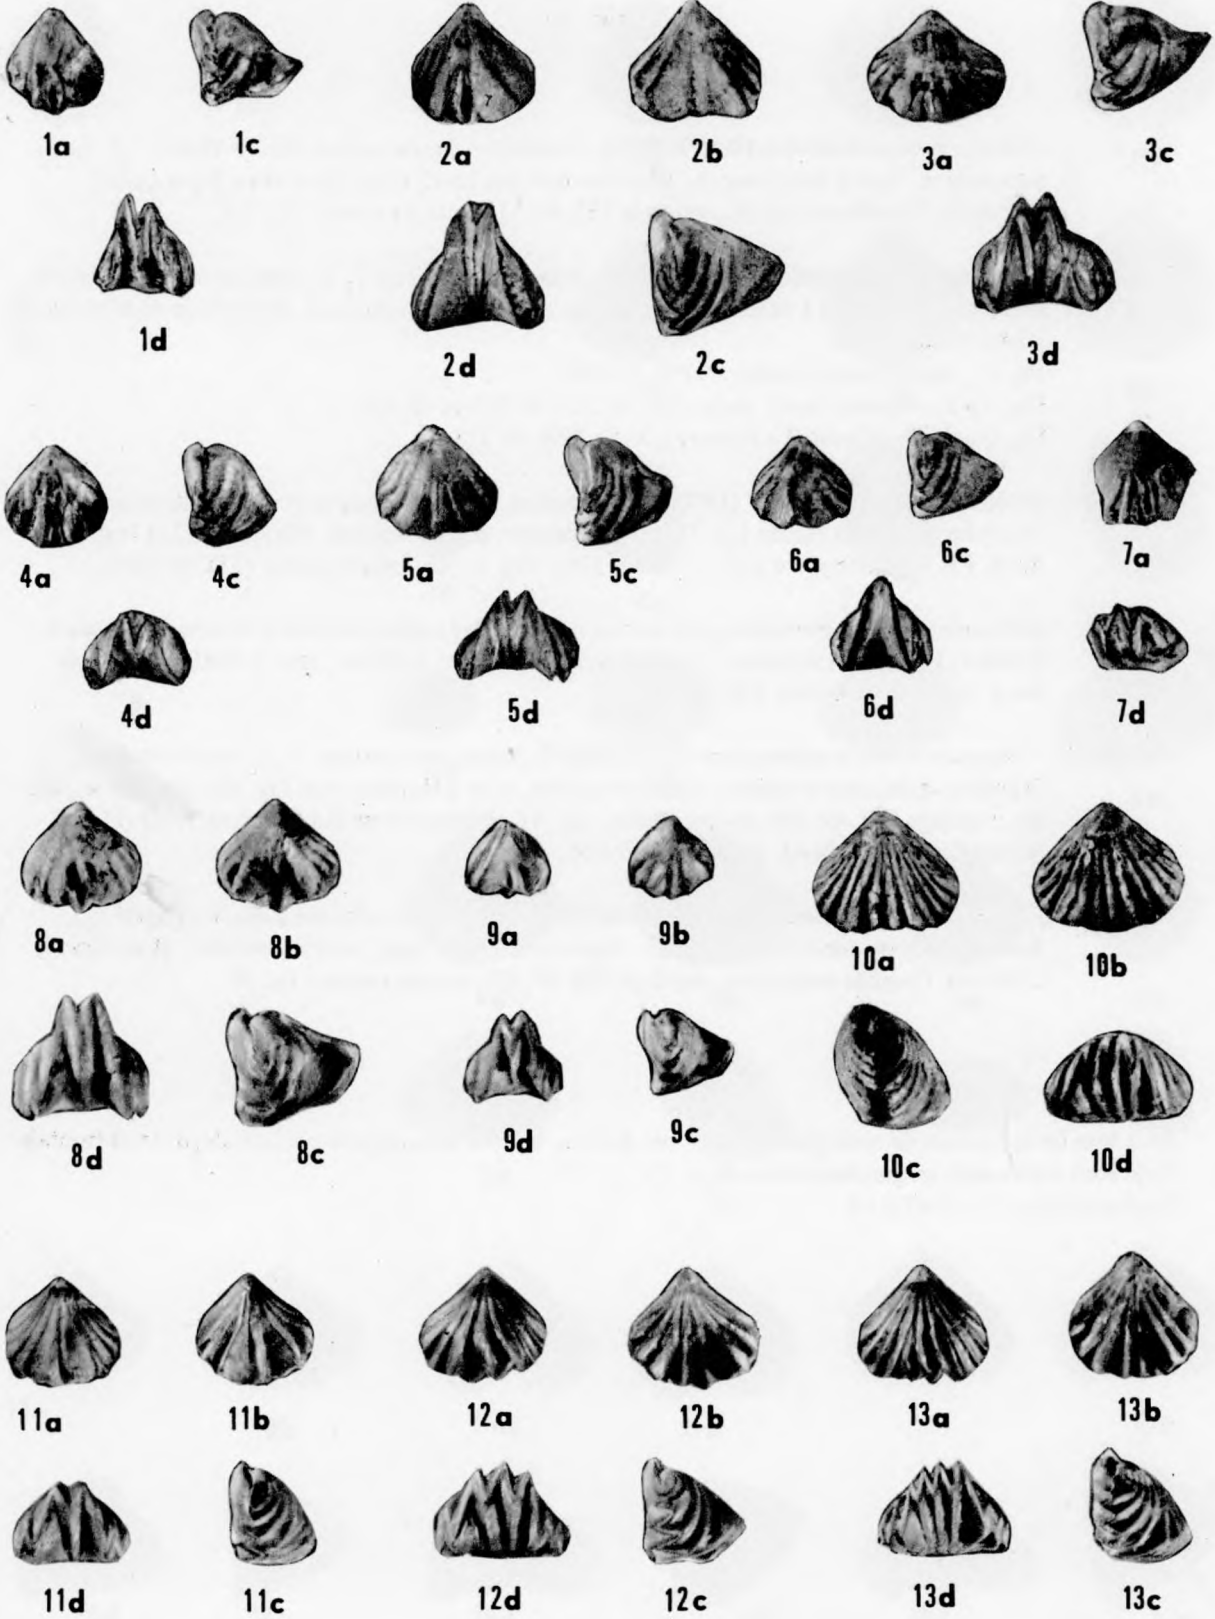 1a 1c 2a 2b 3a 3c
1d 2d 2c 3d
4a 4c 5a 5c 6a 6c 7a
4d 5d 6d 7d
8a 8b 9a 9b 10a 10b
8d 8c 9d 9c 10c 10d
11a 11b 12a 12b 13a 13b
11d 11c 12d 12c 13d 13c